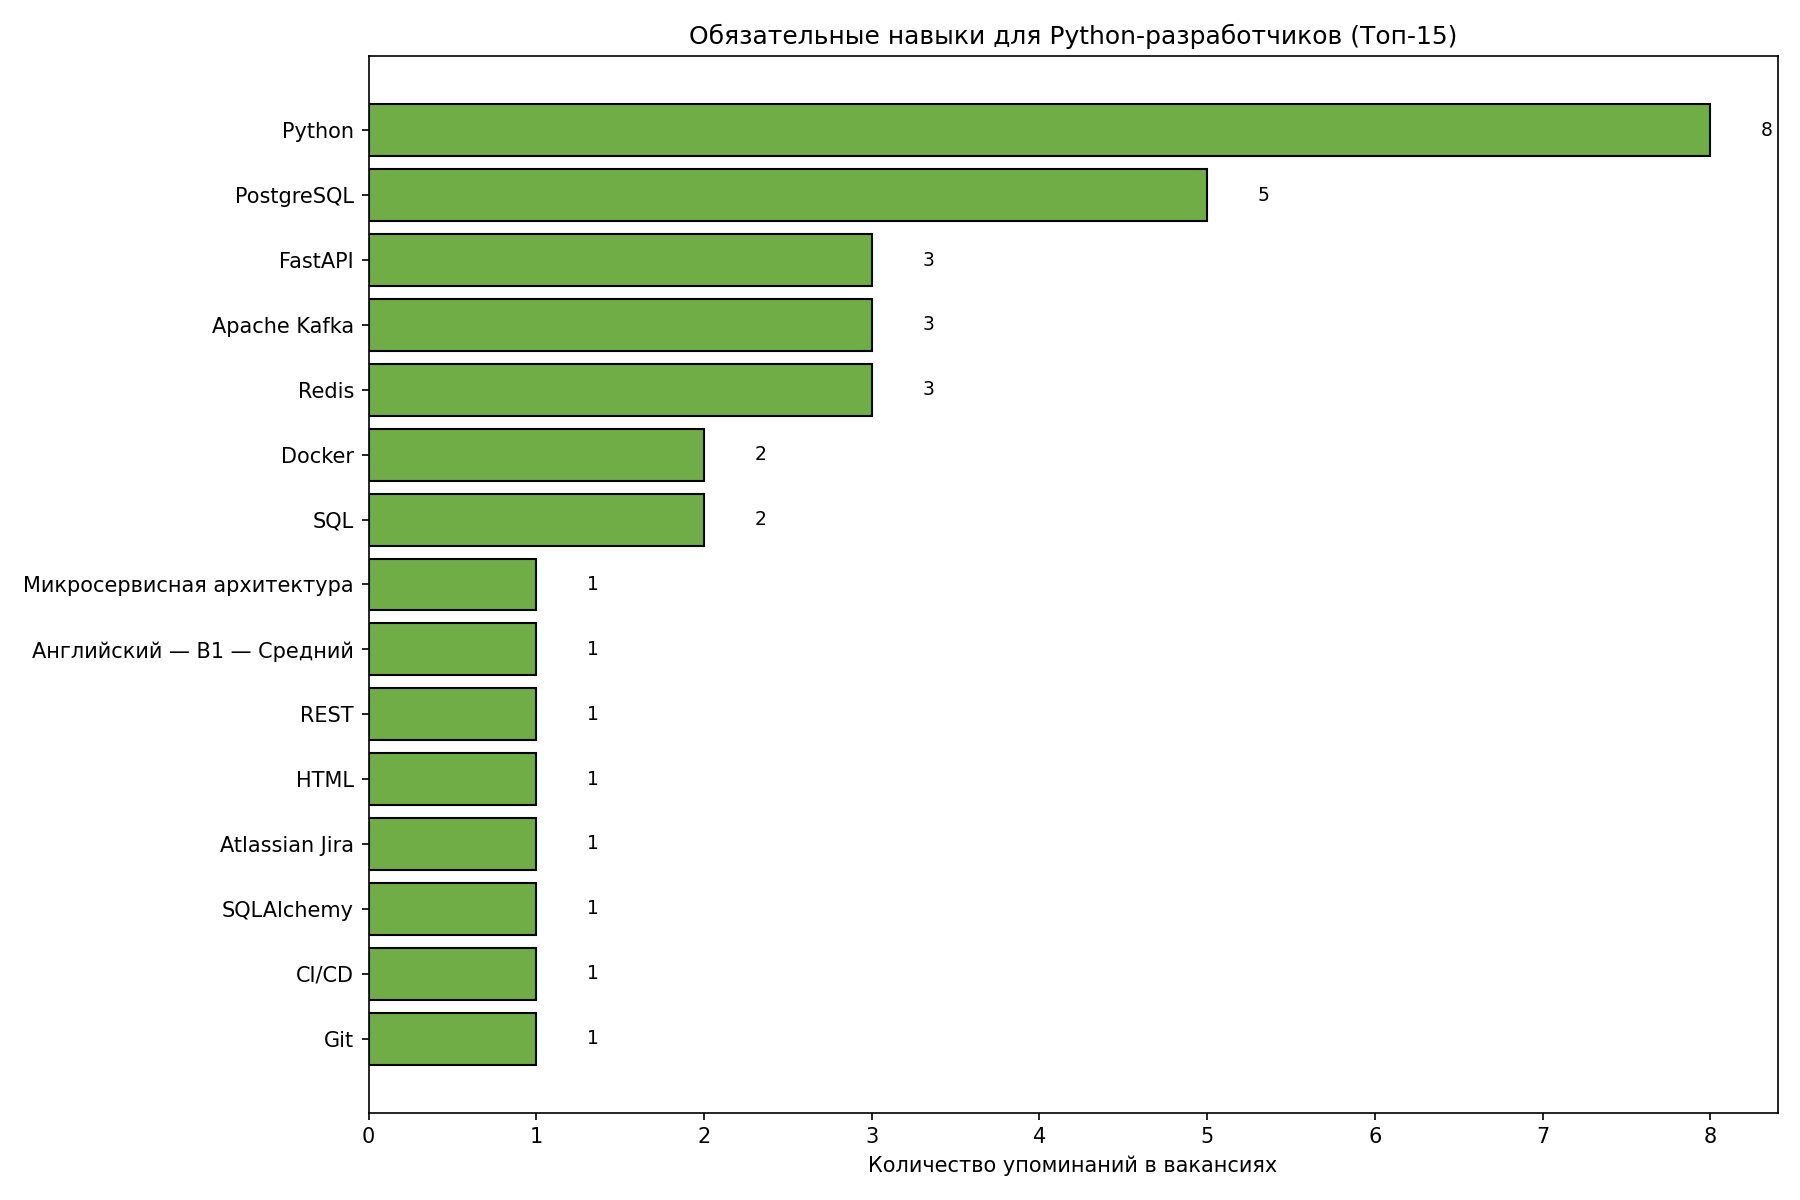 Обязательные навыки для Python-разработчиков (Топ-15)
Python 8
PostgreSQL 5
FastAPI 3
Apache Kafka 3
Redis 3
Docker 2
SQL 2
Микросервисная архитектура 1
Английский — B1 — Средний 1
REST 1
HTML 1
Atlassian Jira 1
SQLAlchemy 1
CI/CD 1
Git 1
0 1 2 3 4 5 6 7 8
Количество упоминаний в вакансиях